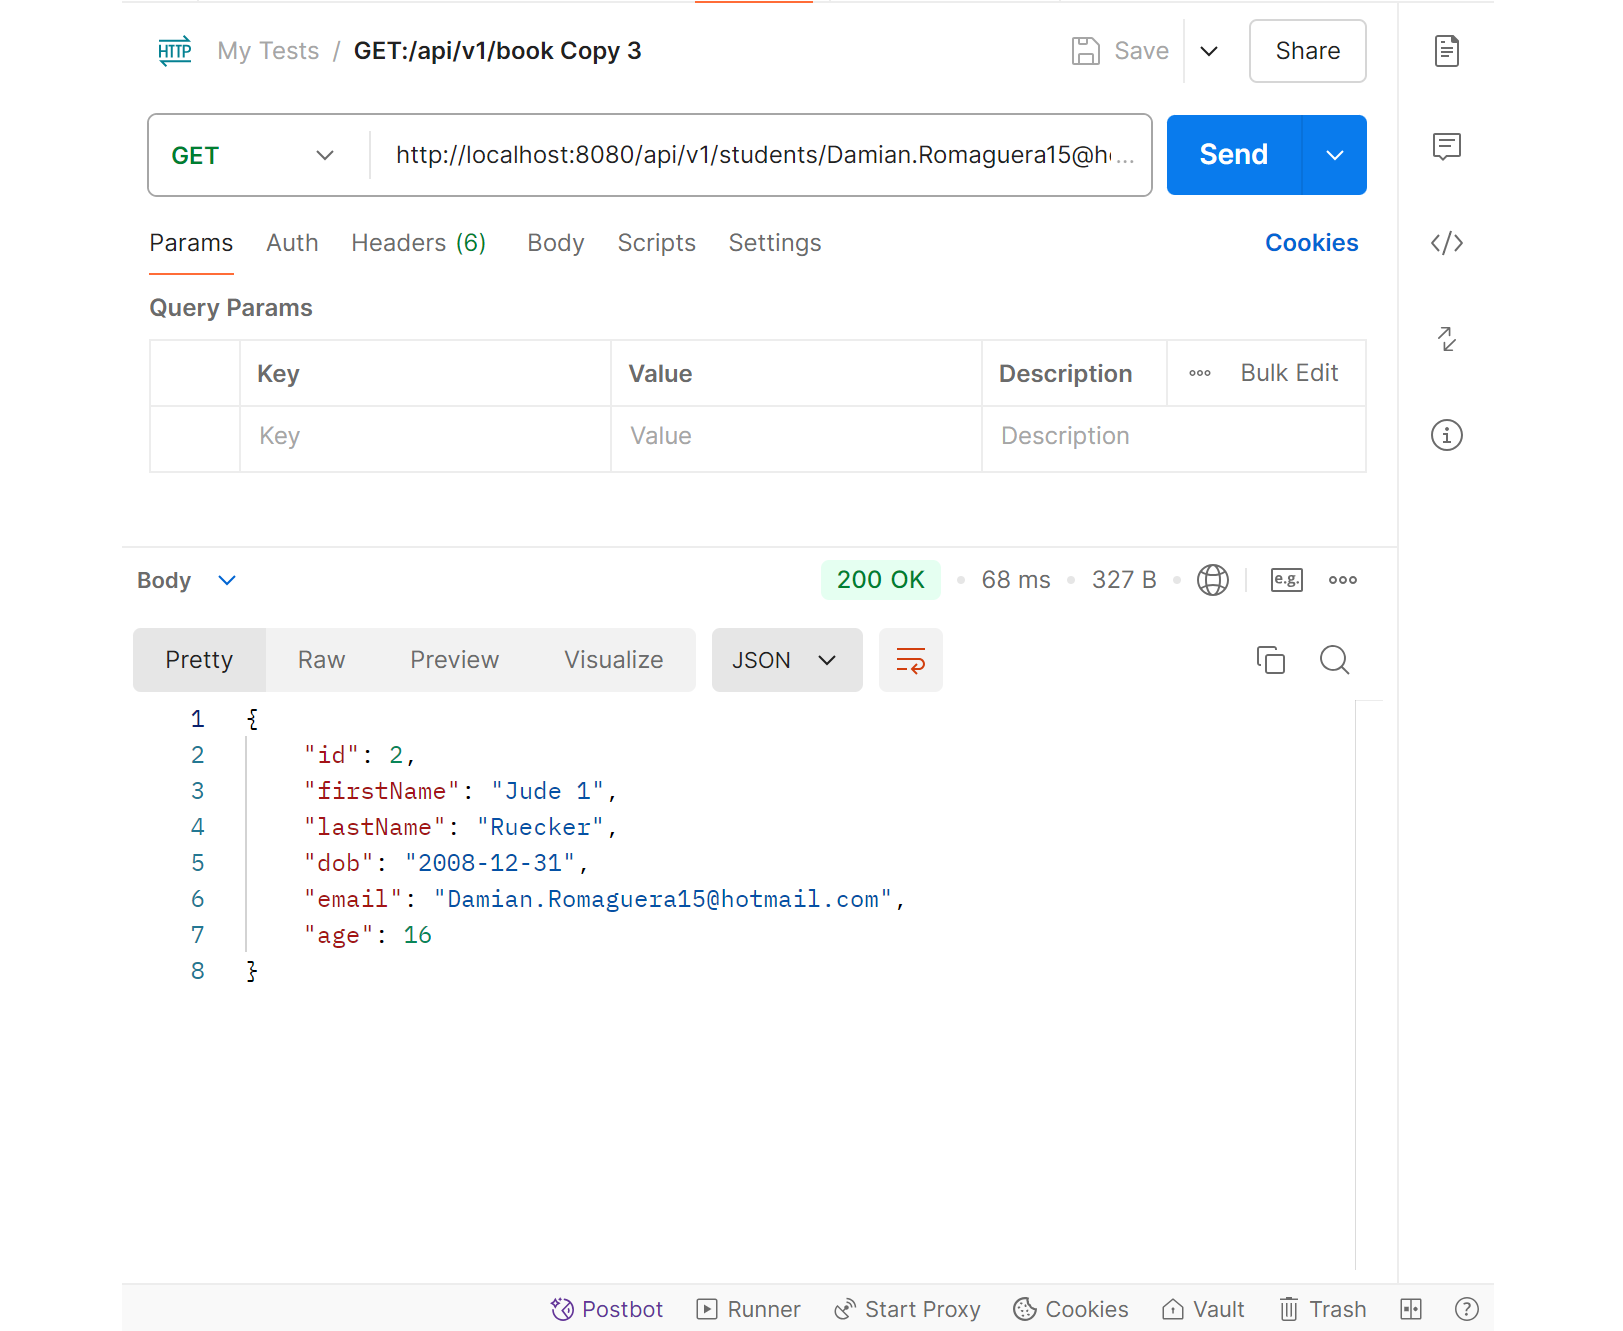 HTTP My Tests / GET:/api/v1/book Copy 3 Save Share
GET http://localhost:8080/api/v1/students/Damian.Romaguera15@h...
Send
Params Auth Headers (6) Body Scripts Settings Cookies
Query Params
Key Value Description Bulk Edit
Key Value Description
Body 200 OK 68 ms 327 B e.g.
Pretty Raw Preview Visualize JSON
1 {
2 "id": 2,
3 "firstName": "Jude 1",
4 "lastName": "Ruecker",
5 "dob": "2008-12-31",
6 "email": "Damian.Romaguera15@hotmail.com",
7 "age": 16
8 }
Postbot Runner Start Proxy Cookies Vault Trash